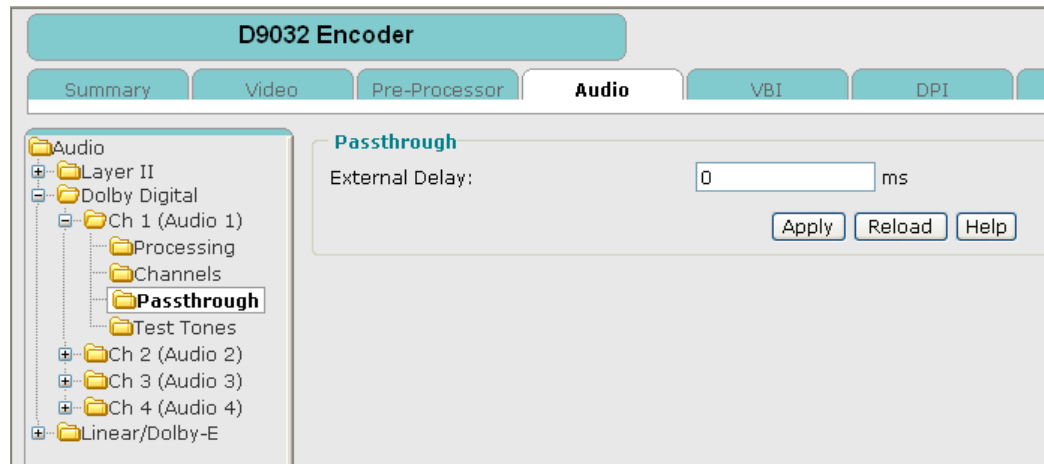 D9032 Encoder
Summary Video Pre-Processor Audio VBI DPI
Audio
Layer II
Dolby Digital
Ch 1 (Audio 1)
Processing
Channels
Passthrough
Test Tones
Ch 2 (Audio 2)
Ch 3 (Audio 3)
Ch 4 (Audio 4)
Linear/Dolby-E
Passthrough
External Delay: 0 ms
Apply Reload Help